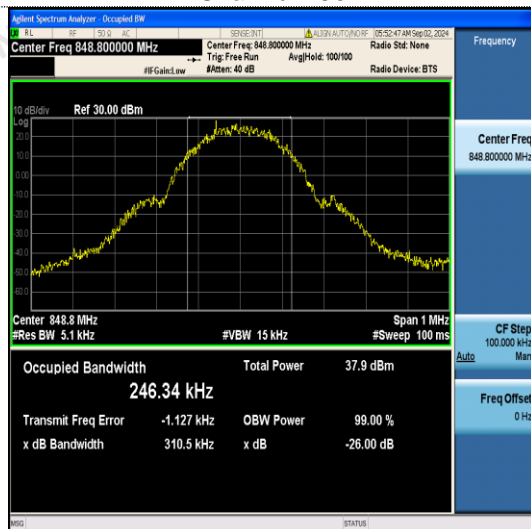 Agilent Spectrum Analyzer - Occupied BW
RL RF 50 Ω AC SENSE:INT ALIGN AUTO/NO RF 05:52:47 AM Sep 02, 2024
Center Freq 848.800000 MHz
Center Freq: 848.800000 MHz
Radio Std: None
Trig: Free Run Avg|Hold: 100/100
#IFGain:Low #Atten: 40 dB Radio Device: BTS
Frequency
10 dB/div Ref 30.00 dBm
Log
20.0
10.0
0.00
-10.0
-20.0
-30.0
-40.0
-50.0
-60.0
Center Freq
848.800000 MHz
Center 848.8 MHz Span 1 MHz
#Res BW 5.1 kHz #VBW 15 kHz #Sweep 100 ms
CF Step
100.000 kHz
Auto Man
Occupied Bandwidth Total Power 37.9 dBm
246.34 kHz
Transmit Freq Error -1.127 kHz OBW Power 99.00 %
x dB Bandwidth 310.5 kHz x dB -26.00 dB
Freq Offset
0 Hz
MSG STATUS